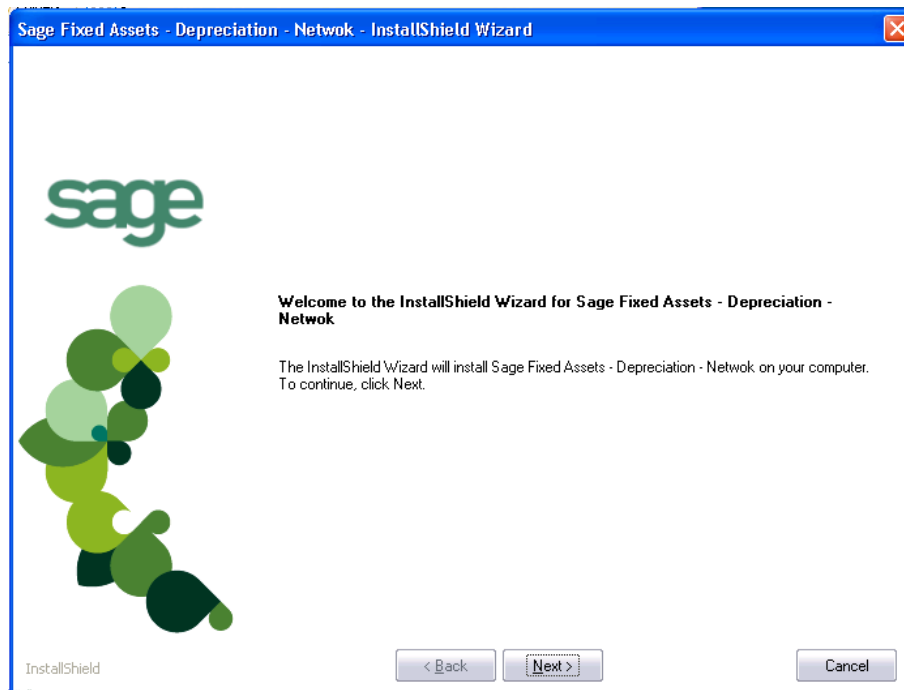 Sage Fixed Assets - Depreciation - Netwok - InstallShield Wizard
sage
Welcome to the InstallShield Wizard for Sage Fixed Assets - Depreciation -
Netwok
The InstallShield Wizard will install Sage Fixed Assets - Depreciation - Netwok on your computer.
To continue, click Next.
InstallShield
< Back
Next >
Cancel